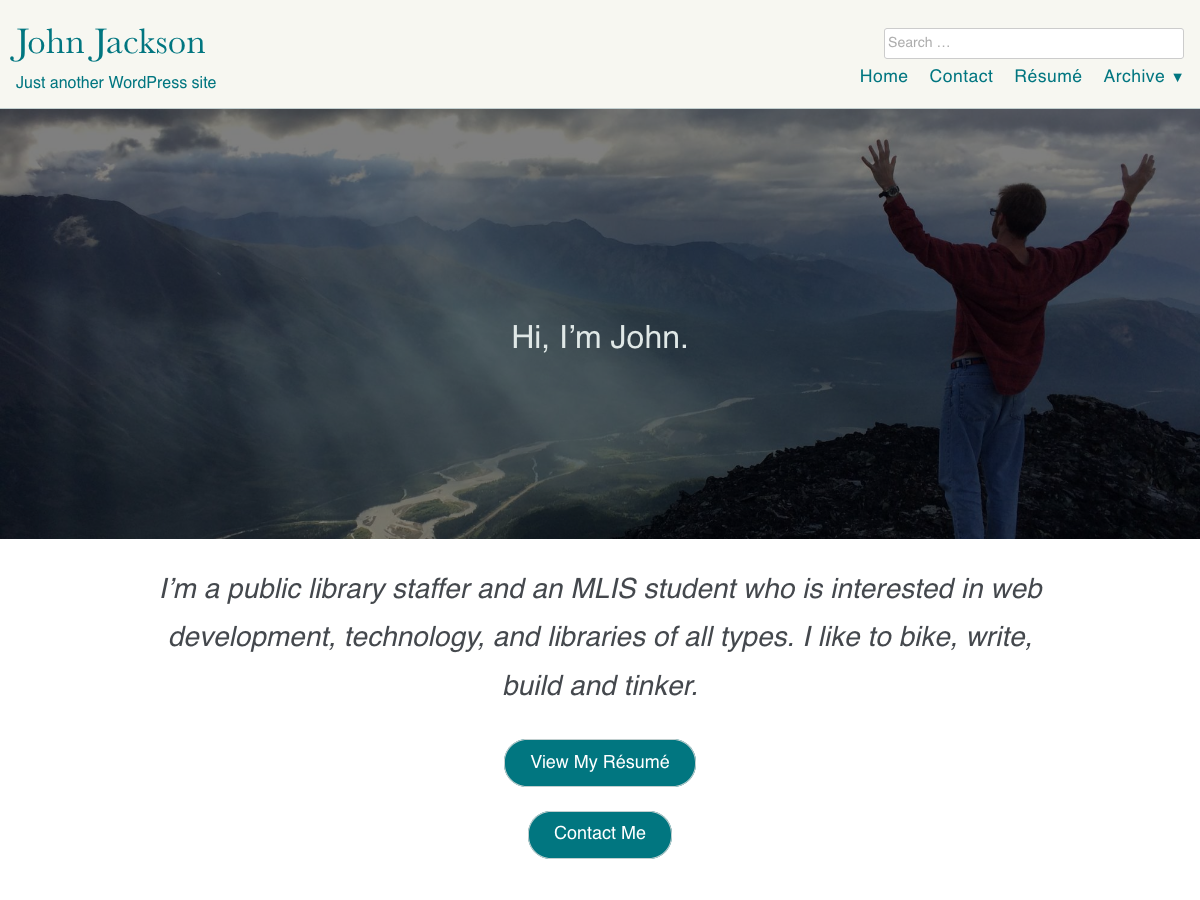 John Jackson
Just another WordPress site
Search …
Home Contact Résumé Archive ▼
Hi, I’m John.
I’m a public library staffer and an MLIS student who is interested in web
development, technology, and libraries of all types. I like to bike, write,
build and tinker.
View My Résumé
Contact Me